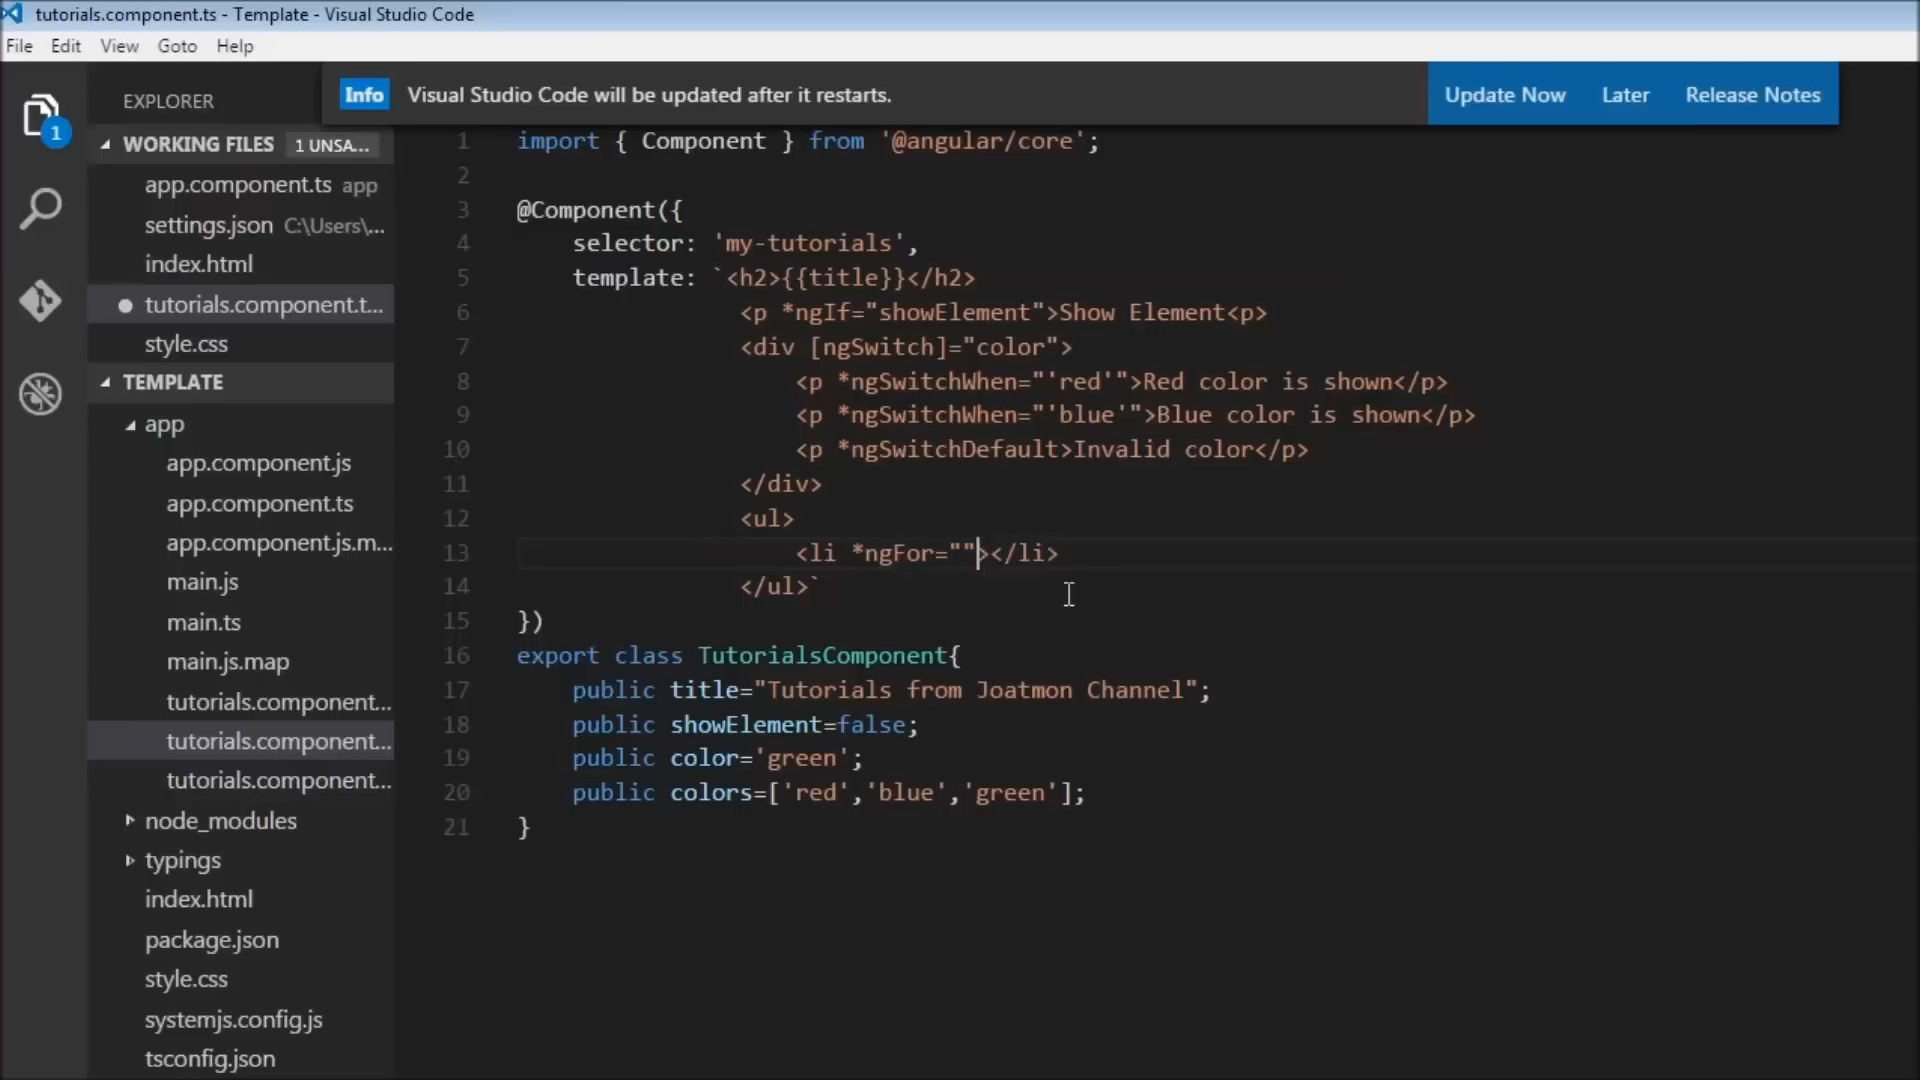 tutorials.component.ts - Template - Visual Studio Code
File Edit View Goto Help
EXPLORER
Info Visual Studio Code will be updated after it restarts. Update Now Later Release Notes
1
WORKING FILES 1 UNSA...
app.component.ts app
settings.json C:\Users\...
index.html
tutorials.component.t...
style.css
TEMPLATE
app
app.component.js
app.component.ts
app.component.js.m...
main.js
main.ts
main.js.map
tutorials.component...
tutorials.component...
tutorials.component...
node_modules
typings
index.html
package.json
style.css
systemjs.config.js
tsconfig.json
1 import { Component } from '@angular/core';
2
3 @Component({
4     selector: 'my-tutorials',
5     template: `<h2>{{title}}</h2>
6                 <p *ngIf="showElement">Show Element<p>
7                 <div [ngSwitch]="color">
8                     <p *ngSwitchWhen="'red'">Red color is shown</p>
9                     <p *ngSwitchWhen="'blue'">Blue color is shown</p>
10                     <p *ngSwitchDefault>Invalid color</p>
11                 </div>
12                 <ul>
13                     <li *ngFor=""></li>
14                 </ul>`
15 })
16 export class TutorialsComponent{
17     public title="Tutorials from Joatmon Channel";
18     public showElement=false;
19     public color='green';
20     public colors=['red','blue','green'];
21 }